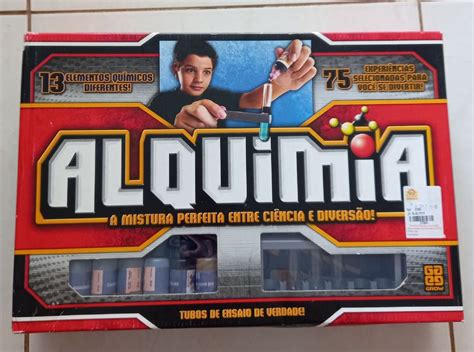 13 ELEMENTOS QUÍMICOS
DIFERENTES!
75 EXPERIÊNCIAS
SELECIONADAS PARA
VOCÊ SE DIVERTIR!
ALQUiMiA
A MISTURA PERFEITA ENTRE CIÊNCIA E DIVERSÃO!
TUBOS DE ENSAIO DE VERDADE!
GROW